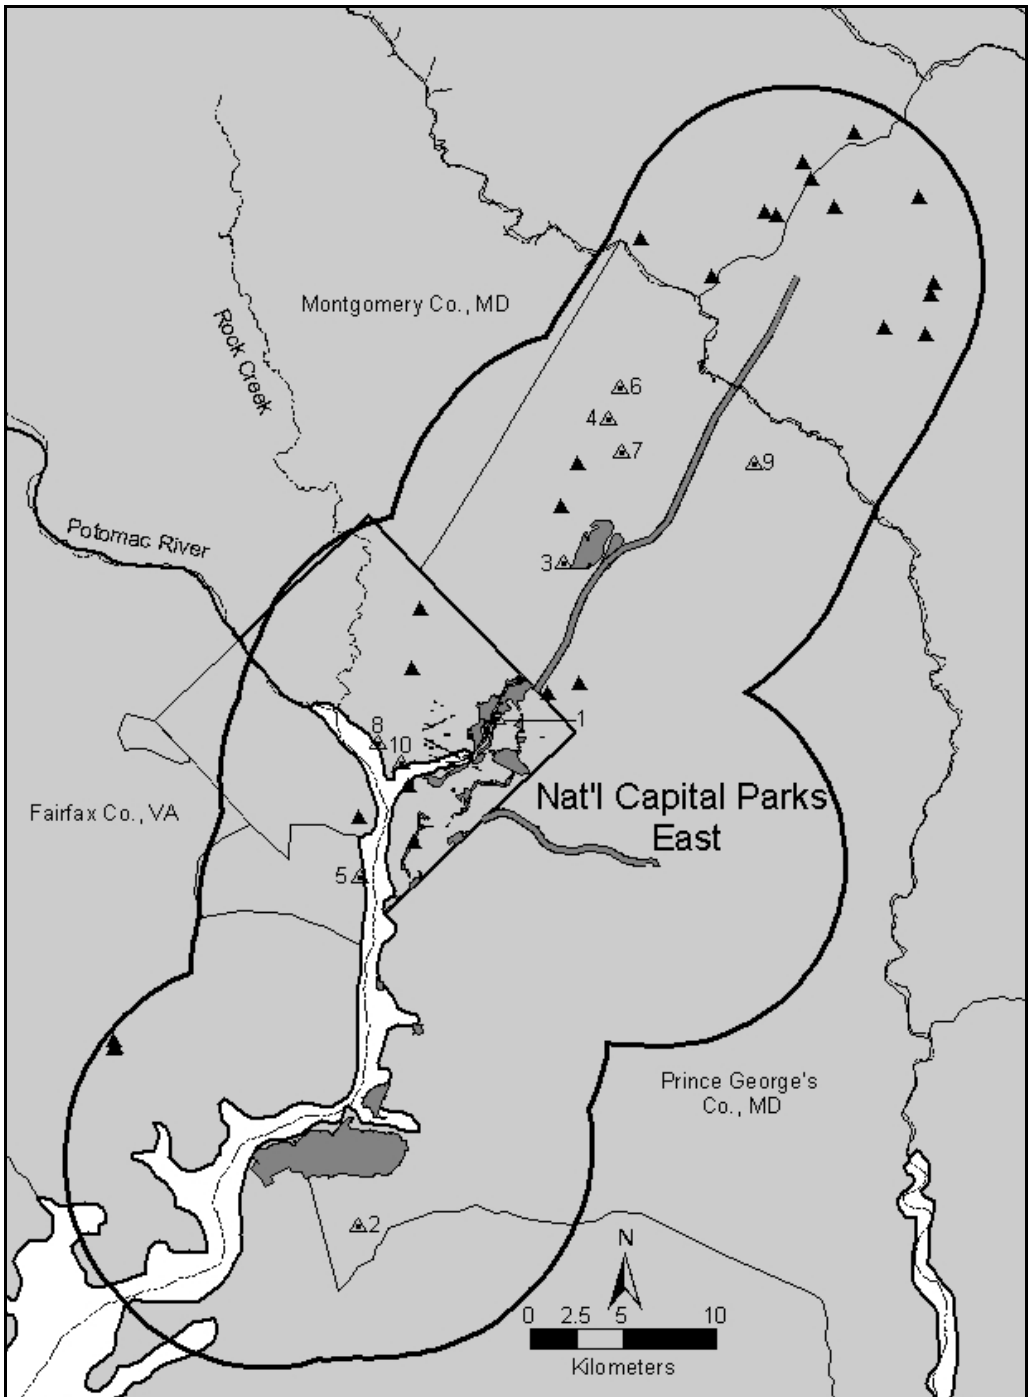 Montgomery Co., MD
Rock Creek
6
4
7
9
Potomac River
3
1
8
10
Nat'l Capital Parks
East
Fairfax Co., VA
5
Prince George's
Co., MD
2
N
0 2.5 5 10
Kilometers